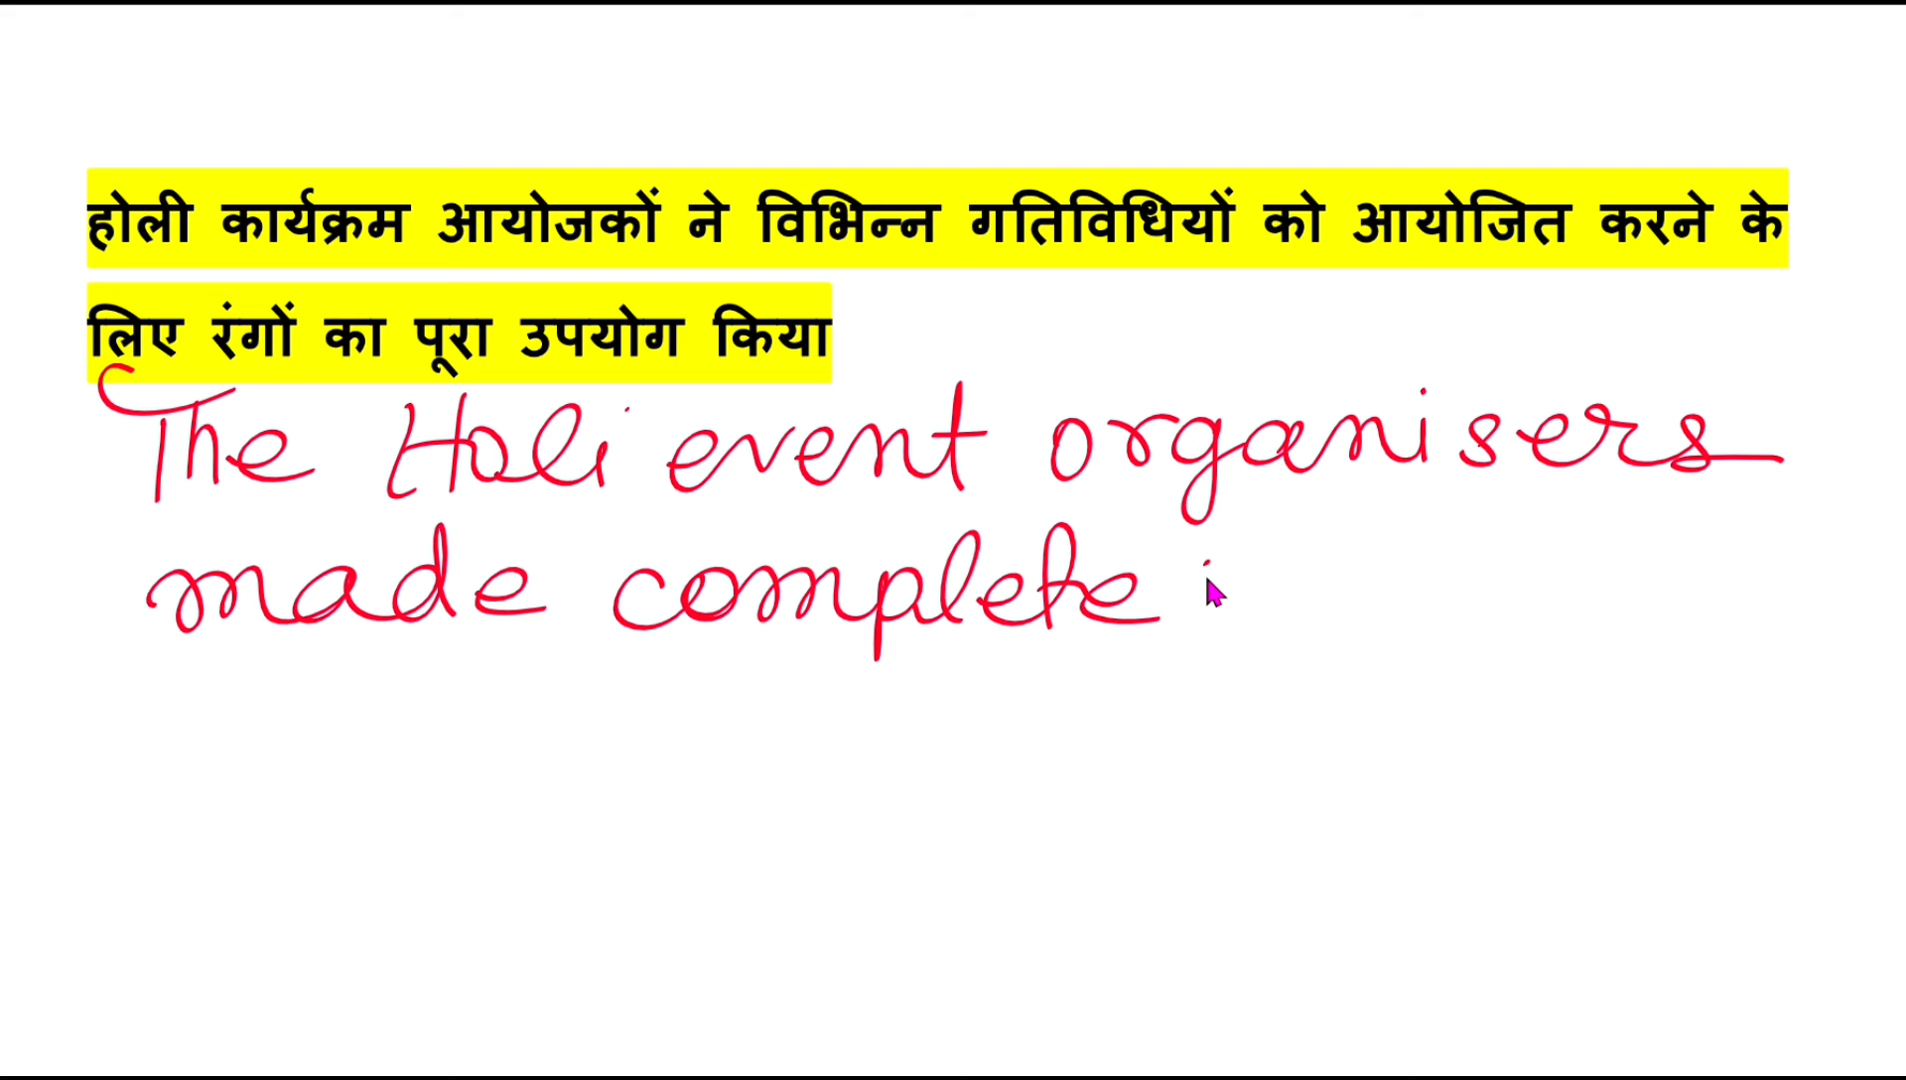 होली कार्यक्रम आयोजकों ने विभिन्न गतिविधियों को आयोजित करने के
लिए रंगों का पूरा उपयोग किया
The Holi event organisers
made complete